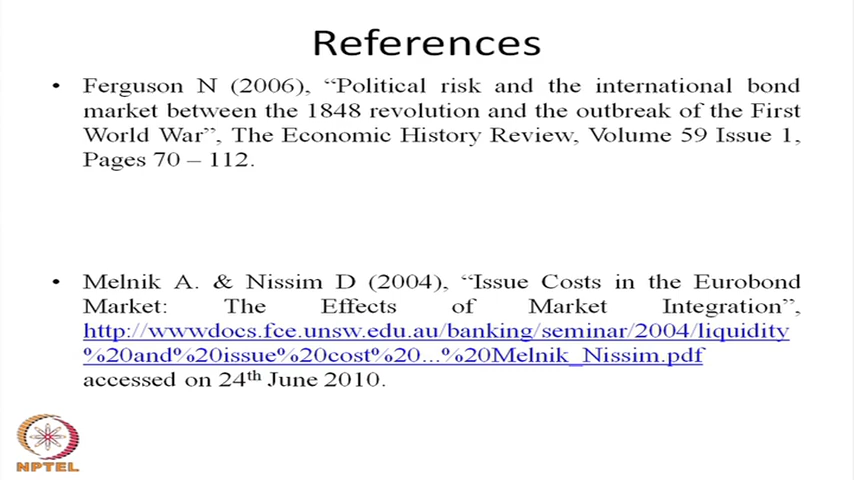 References
• Ferguson N (2006), “Political risk and the international bond
market between the 1848 revolution and the outbreak of the First
World War”, The Economic History Review, Volume 59 Issue 1,
Pages 70 – 112.
• Melnik A. & Nissim D (2004), “Issue Costs in the Eurobond
Market: The Effects of Market Integration”,
http://wwwdocs.fce.unsw.edu.au/banking/seminar/2004/liquidity
%20and%20issue%20cost%20...%20Melnik_Nissim.pdf
accessed on 24th June 2010.
NPTEL